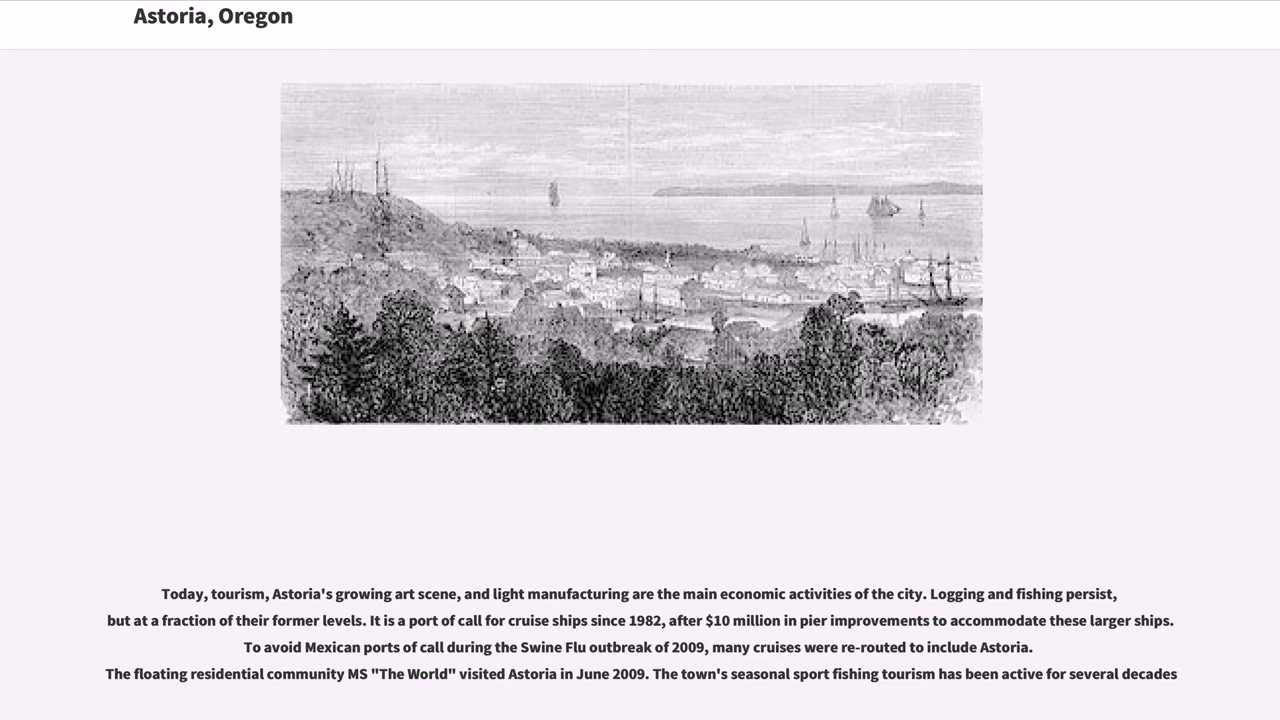 Astoria, Oregon
Today, tourism, Astoria's growing art scene, and light manufacturing are the main economic activities of the city. Logging and fishing persist,
but at a fraction of their former levels. It is a port of call for cruise ships since 1982, after $10 million in pier improvements to accommodate these larger ships.
To avoid Mexican ports of call during the Swine Flu outbreak of 2009, many cruises were re-routed to include Astoria.
The floating residential community MS "The World" visited Astoria in June 2009. The town's seasonal sport fishing tourism has been active for several decades